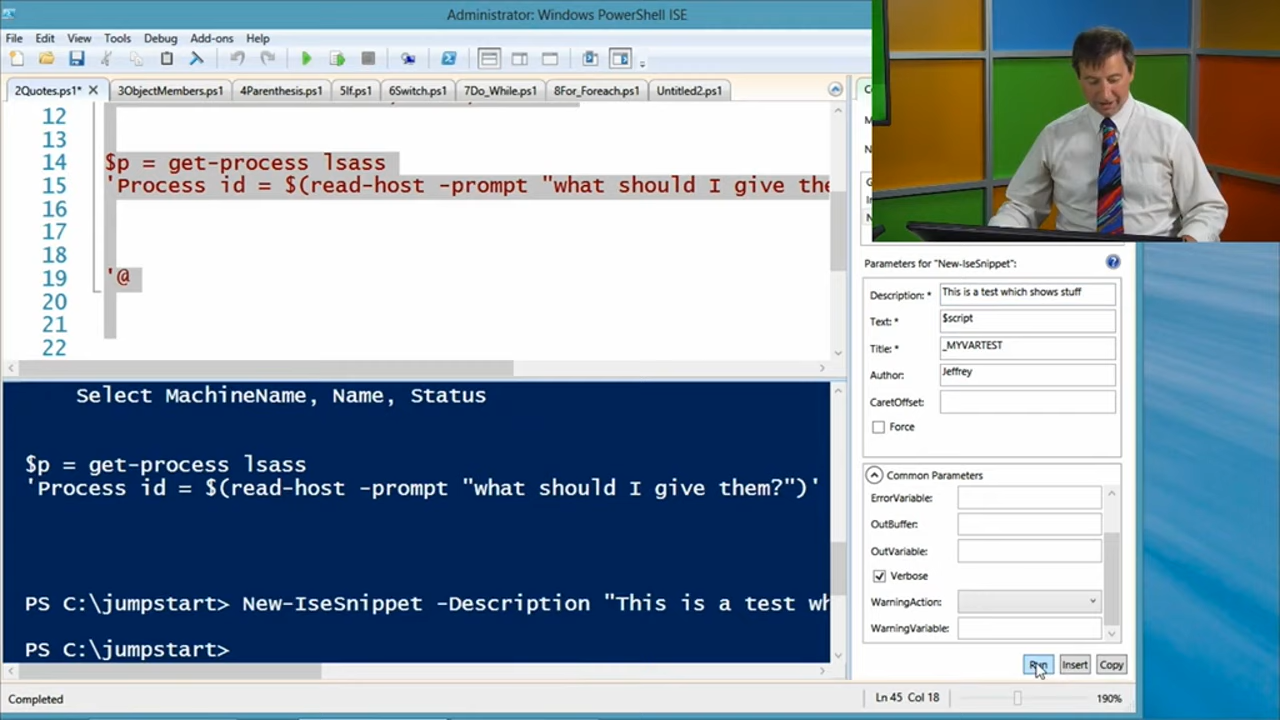 Administrator: Windows PowerShell ISE
File Edit View Tools Debug Add-ons Help
2Quotes.ps1* 3ObjectMembers.ps1 4Parenthesis.ps1 5If.ps1 6Switch.ps1 7Do_While.ps1 8For_Foreach.ps1 Untitled2.ps1
12
13
14 $p = get-process lsass
15 'Process id = $(read-host -prompt "what should I give the
16
17
18
19 '@
20
21
22
Parameters for "New-IseSnippet":
Description: * This is a test which shows stuff
Text: * $script
Title: * _MYVARTEST
Author: Jeffrey
CaretOffset:
Force
Common Parameters
ErrorVariable:
OutBuffer:
OutVariable:
Verbose
WarningAction:
WarningVariable:
Run Insert Copy
Select MachineName, Name, Status
$p = get-process lsass
'Process id = $(read-host -prompt "what should I give them?")'
PS C:\jumpstart> New-IseSnippet -Description "This is a test wh
PS C:\jumpstart>
Completed
Ln 45 Col 18
190%